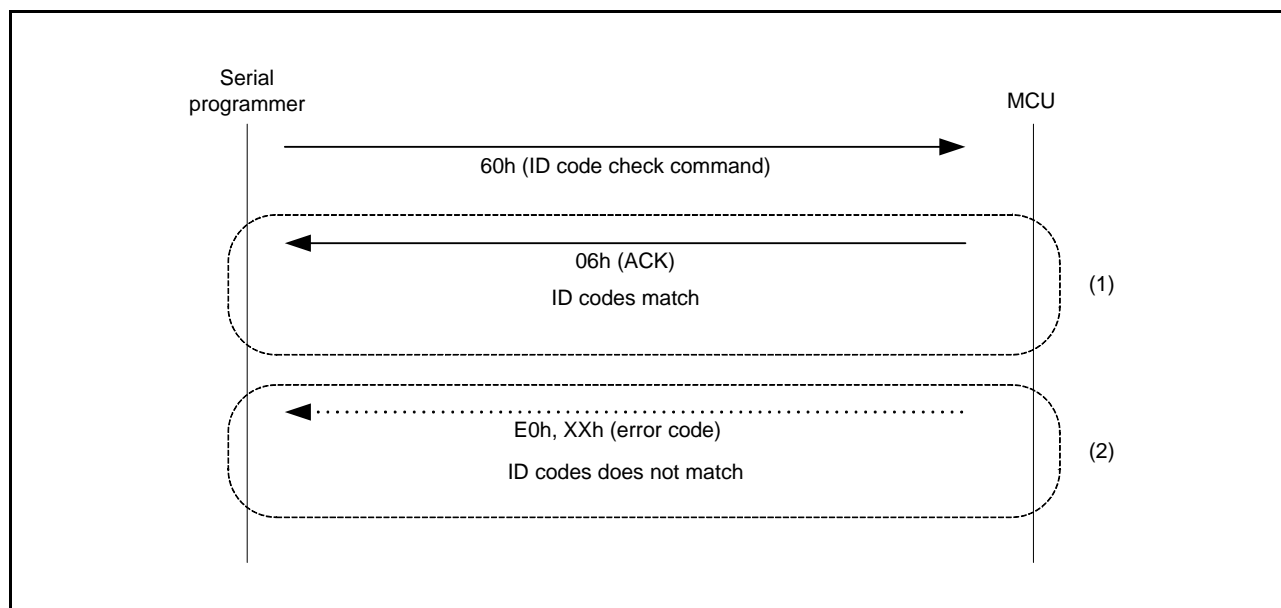 Serial
programmer
MCU
60h (ID code check command)
06h (ACK)
ID codes match
(1)
E0h, XXh (error code)
ID codes does not match
(2)